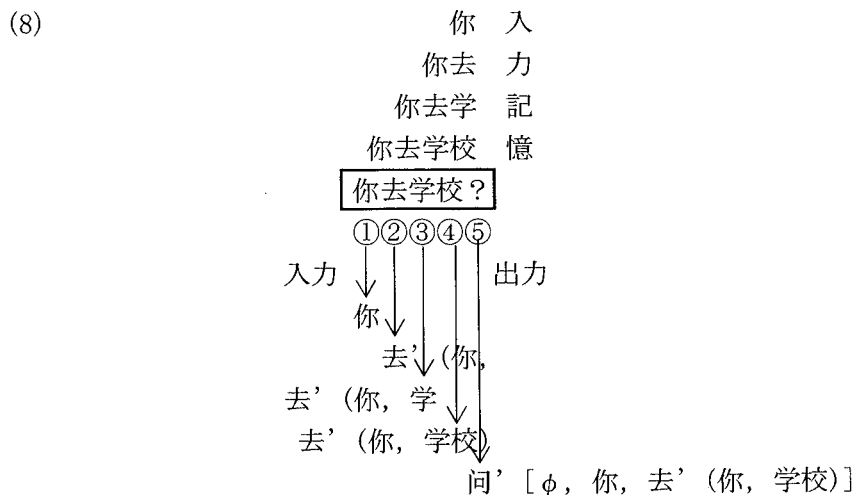 (8) 你 入
你去 力
你去学 記
你去学校 憶
你去学校？
①②③④⑤
入力 出力
你
去’(你,
去’(你, 学
去’(你, 学校)
问’[φ, 你, 去’(你, 学校)]